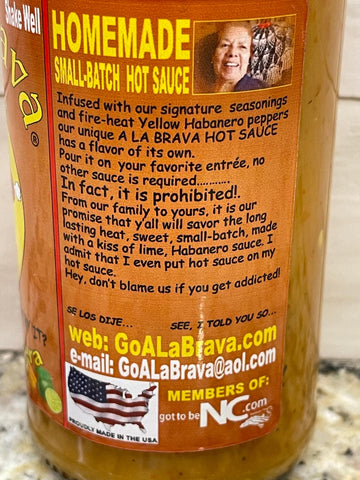 Shake Well
ava
®
HOMEMADE
SMALL-BATCH HOT SAUCE
Infused with our signature seasonings
and fire-heat Yellow Habanero peppers
our unique A LA BRAVA HOT SAUCE
has a flavor of its own.
Pour it on your favorite entrée, no
other sauce is required...........
In fact, it is prohibited!.
From our family to yours, it is our
promise that y'all will savor the long
lasting heat, sweet, small-batch, made
with a kiss of lime, Habanero sauce. I
admit that I even put hot sauce on my
hot sauce.
Hey, don't blame us if you get addicted!
SE LOS DIJE... SEE, I TOLD YOU SO...
IT?
web: GoALaBrava.com
e-mail: GoALaBrava@aol.com
PROUDLY MADE IN THE USA
MEMBERS OF:
got to be NC.com